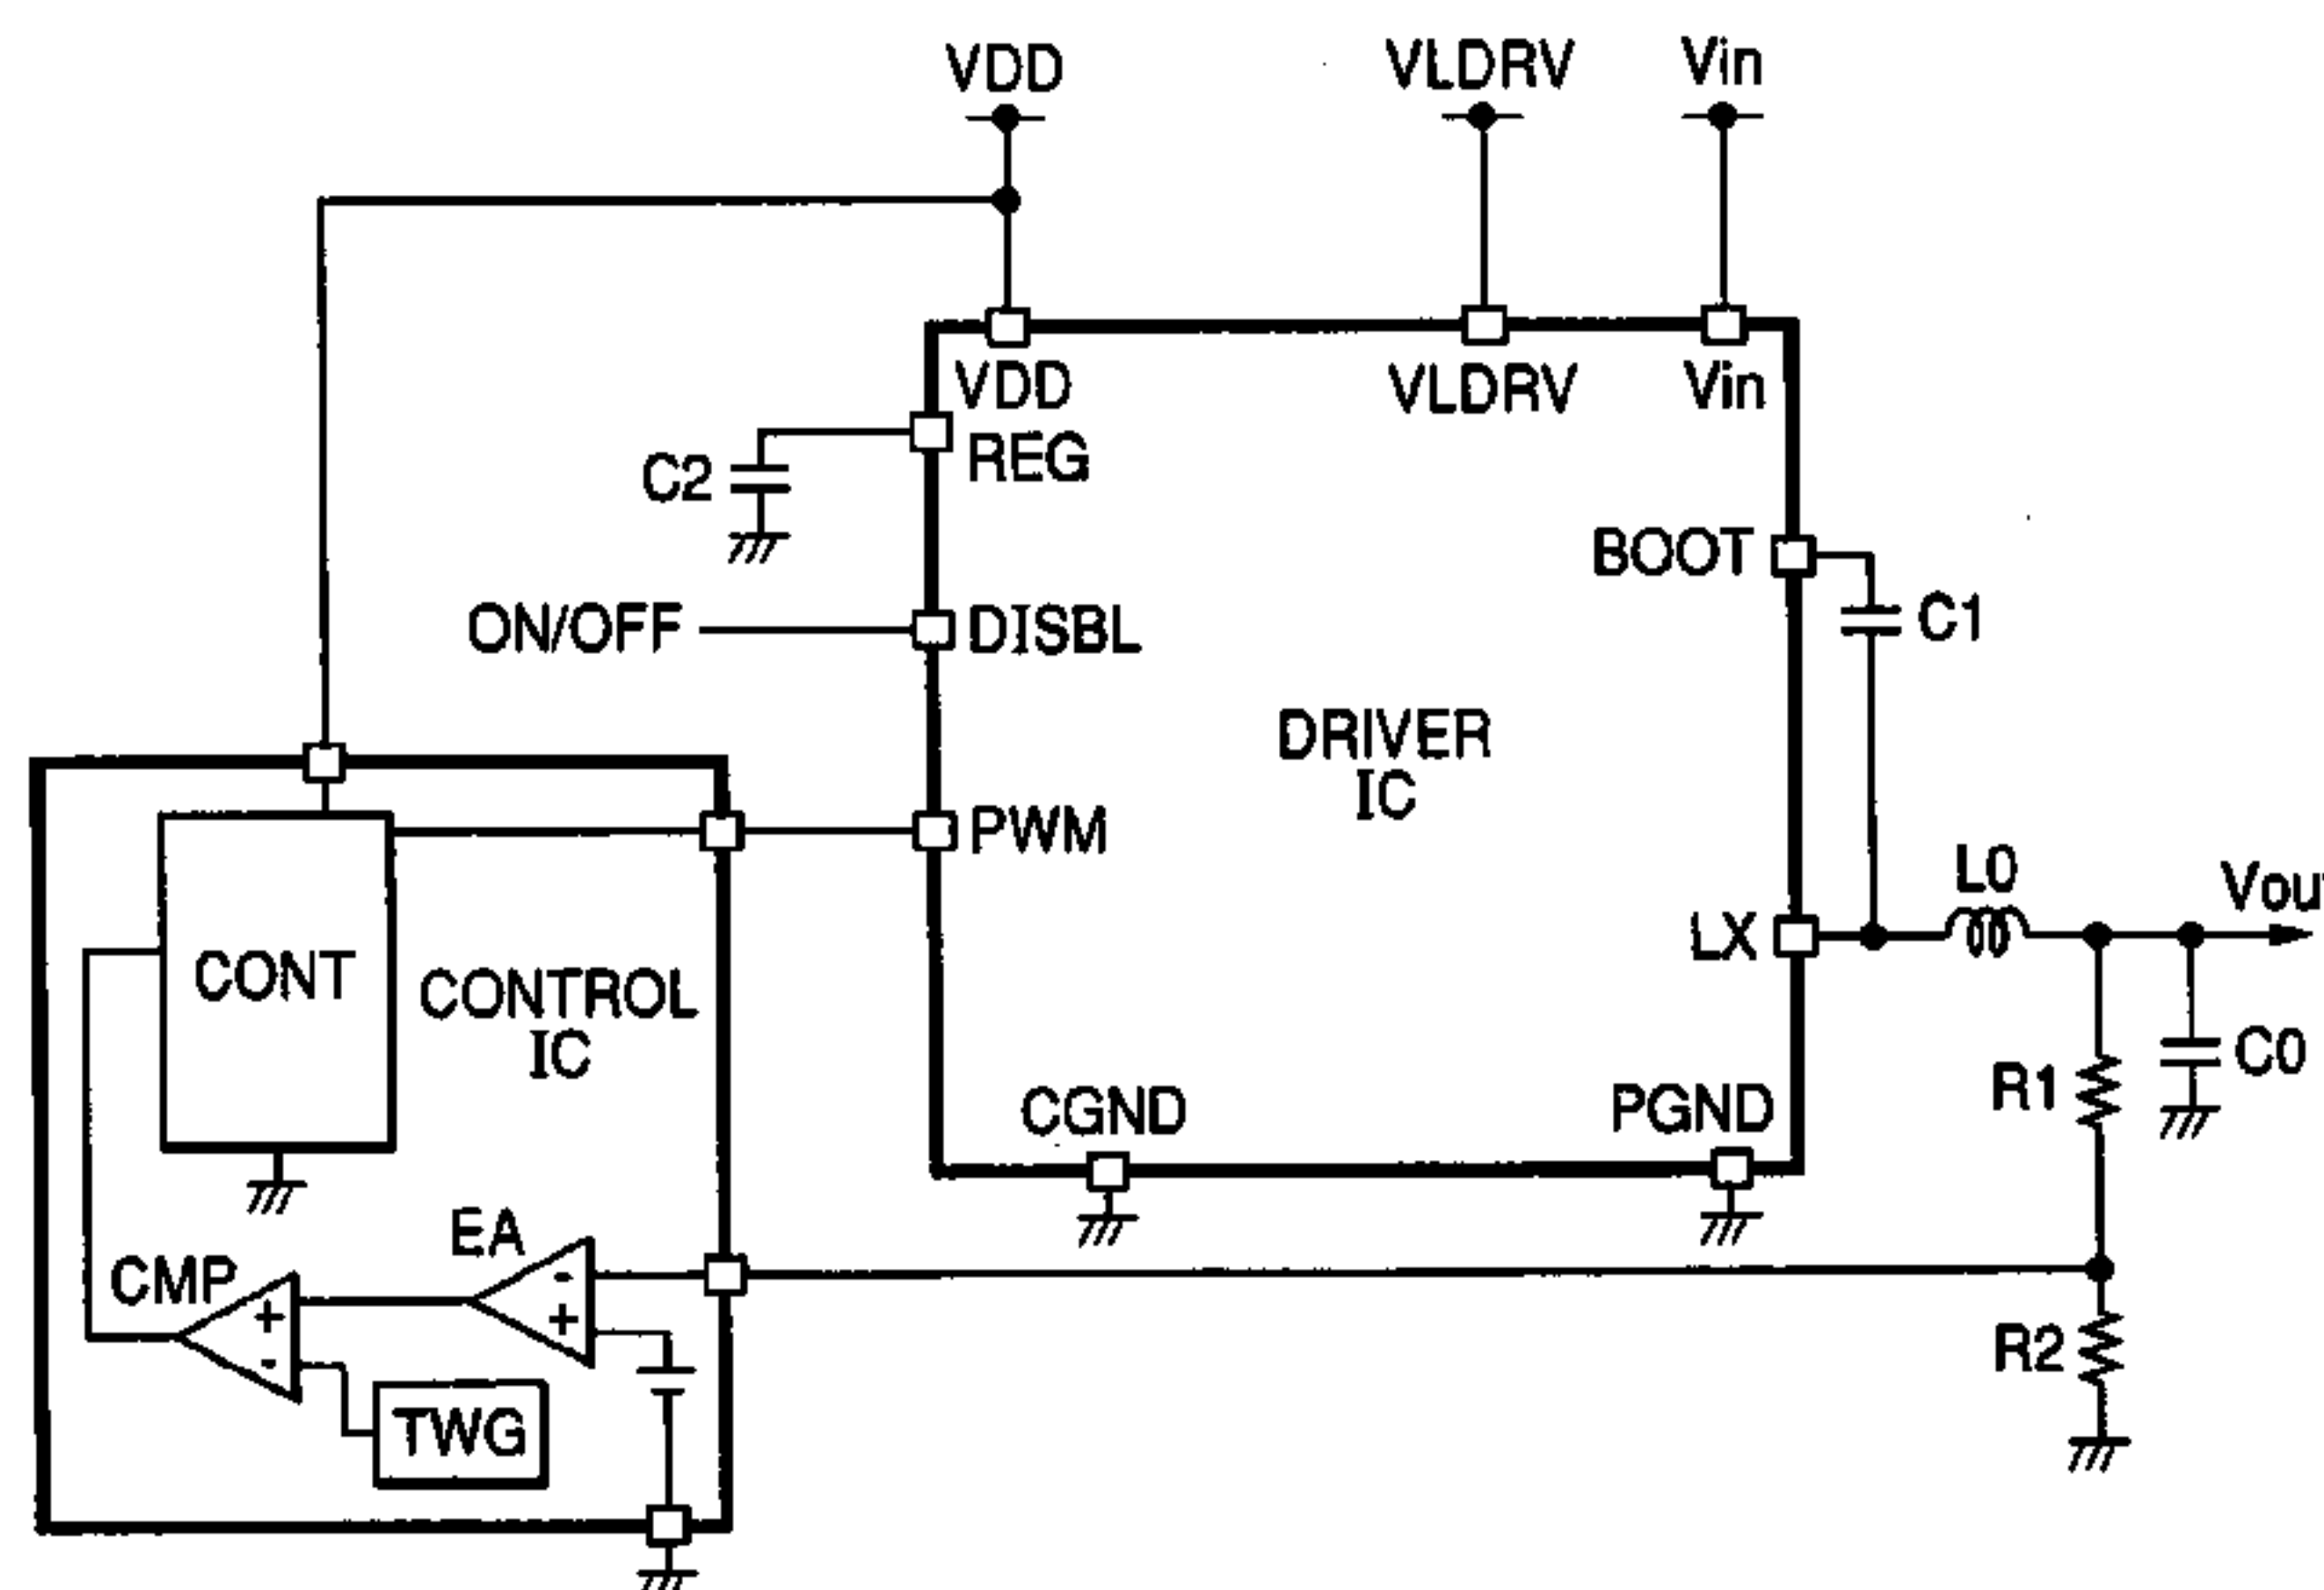 VDD
VLDRV
Vin
VDD
VLDRV
Vin
REG
C2
BOOT
C1
ON/OFF
DISBL
DRIVER
IC
PWM
L0
Vou
LX
CONT
CONTROL
IC
C0
R1
CGND
PGND
EA
CMP
-
+
+
-
R2
TWG